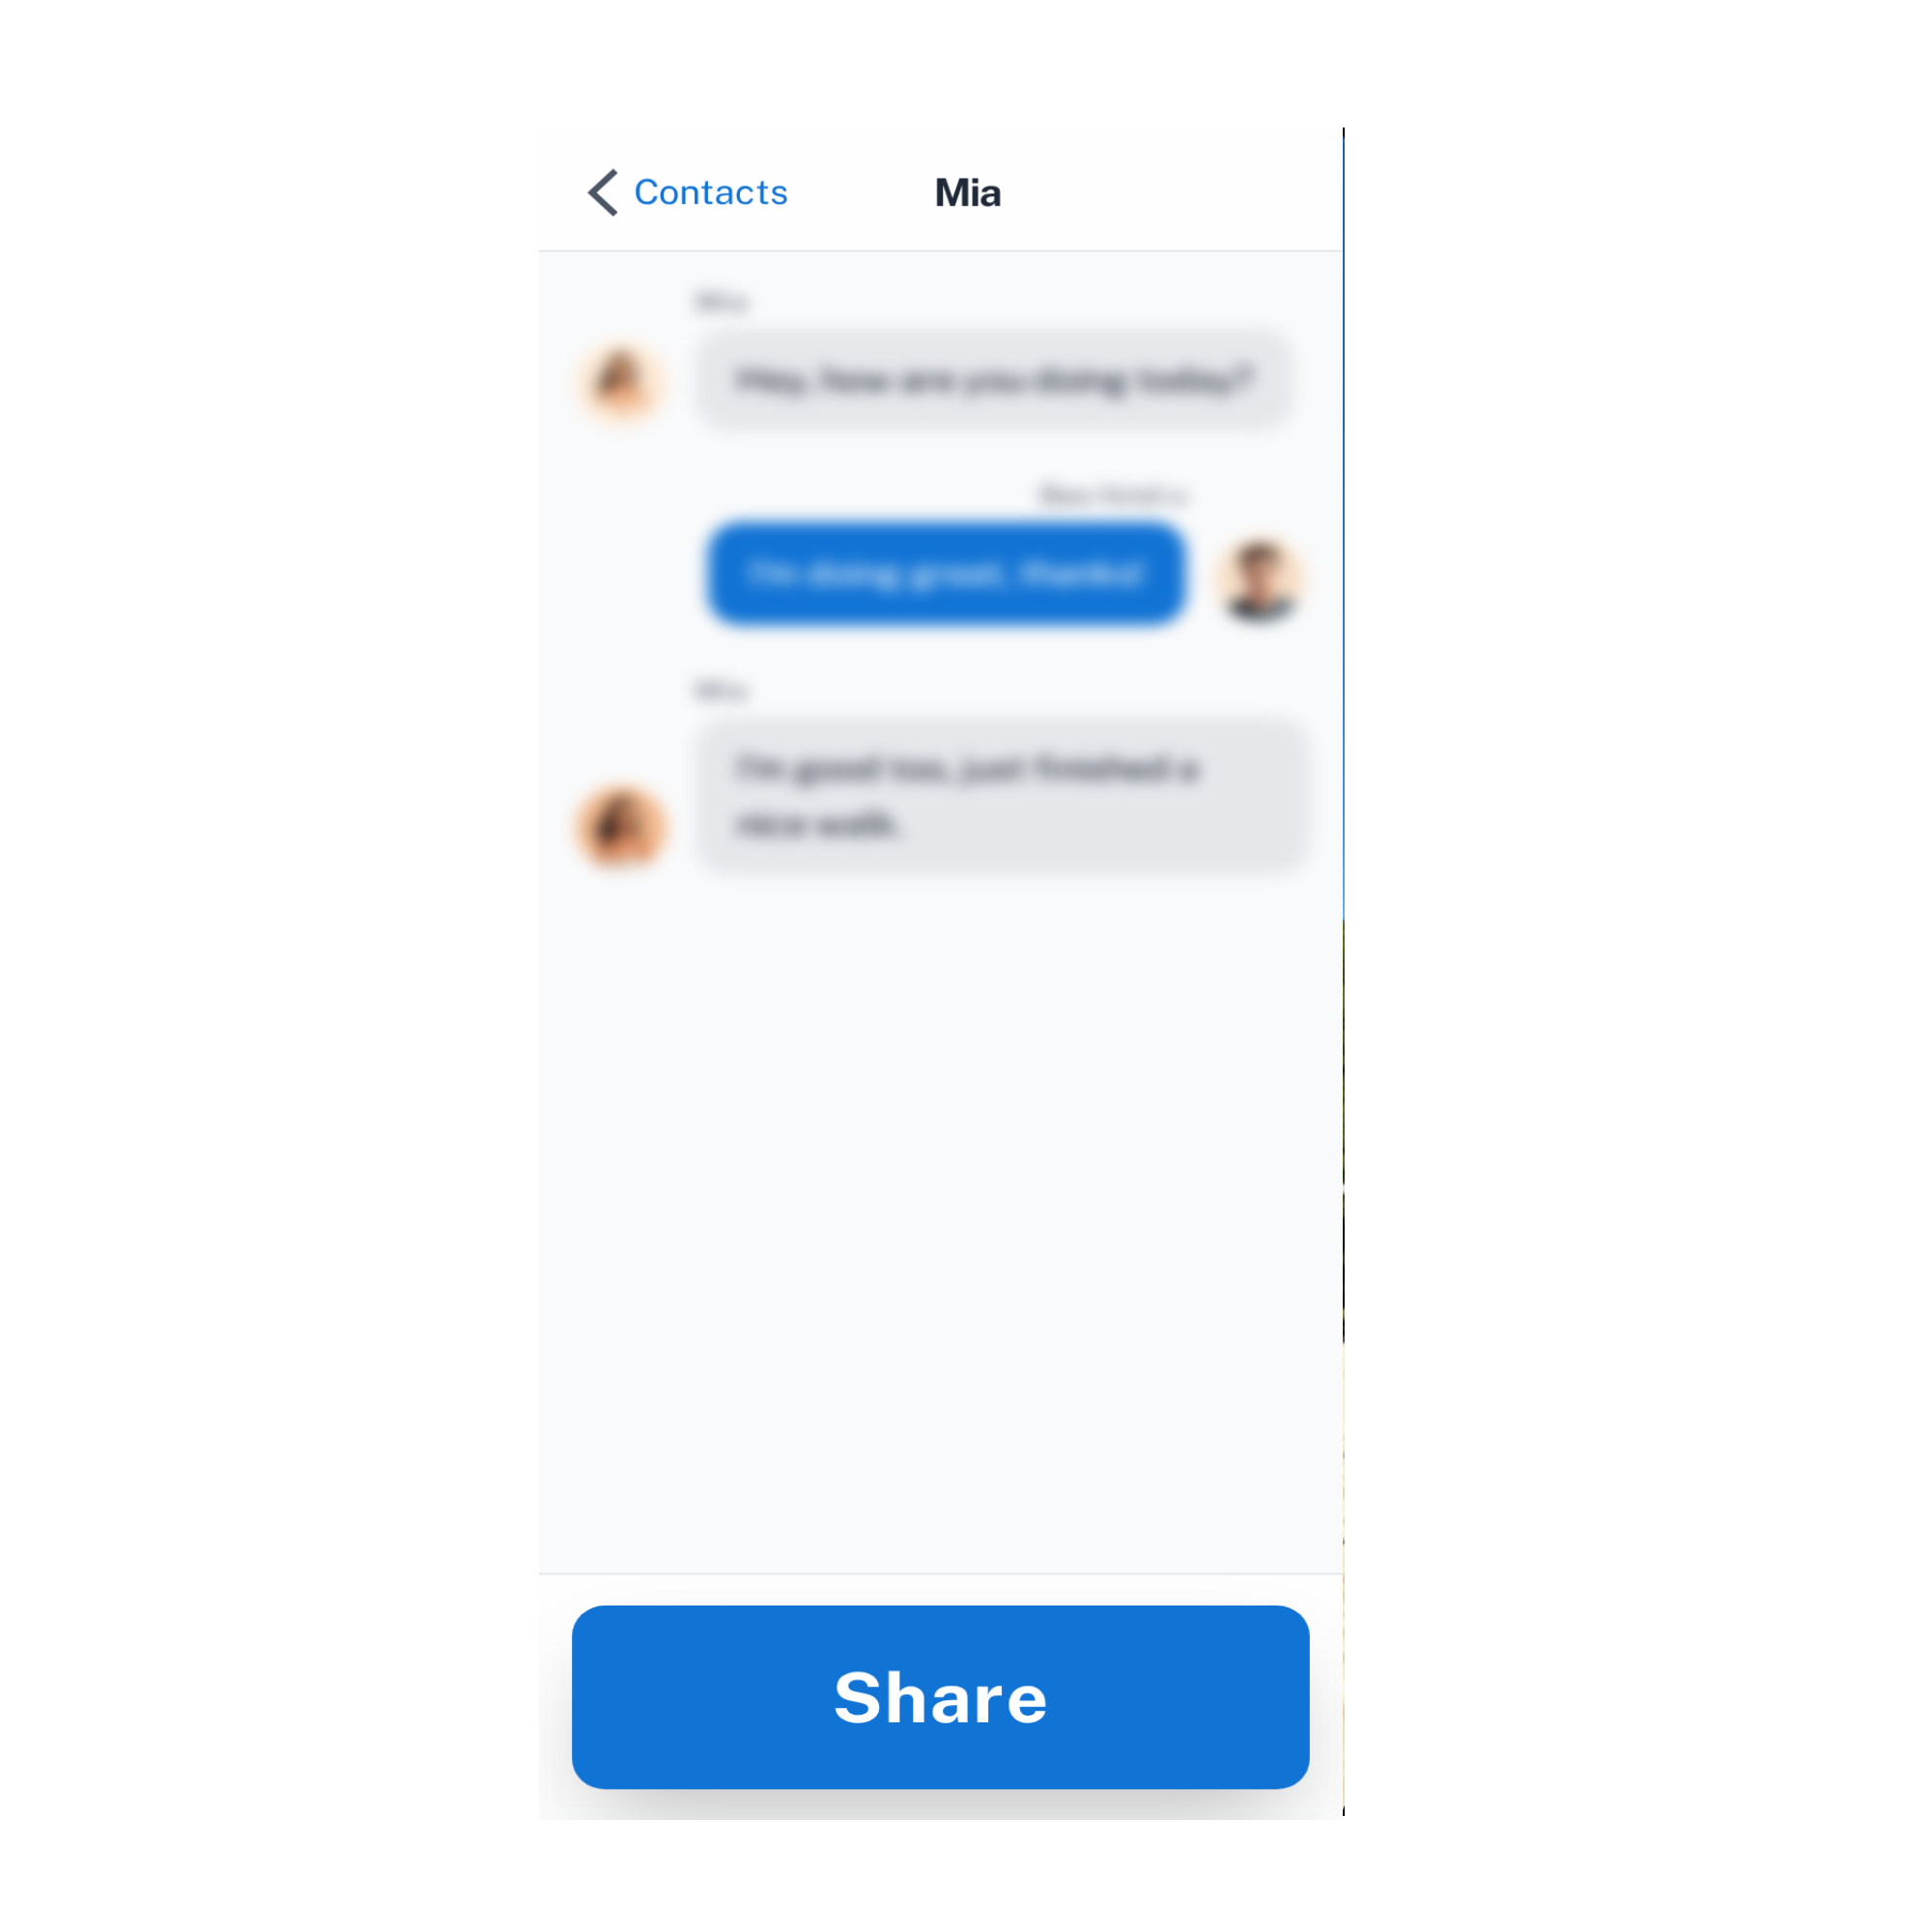 Contacts
Mia
Mia
Hey, how are you doing today?
I'm doing great, thanks!
Mia
I'm good too, just finished a
nice walk.
Share